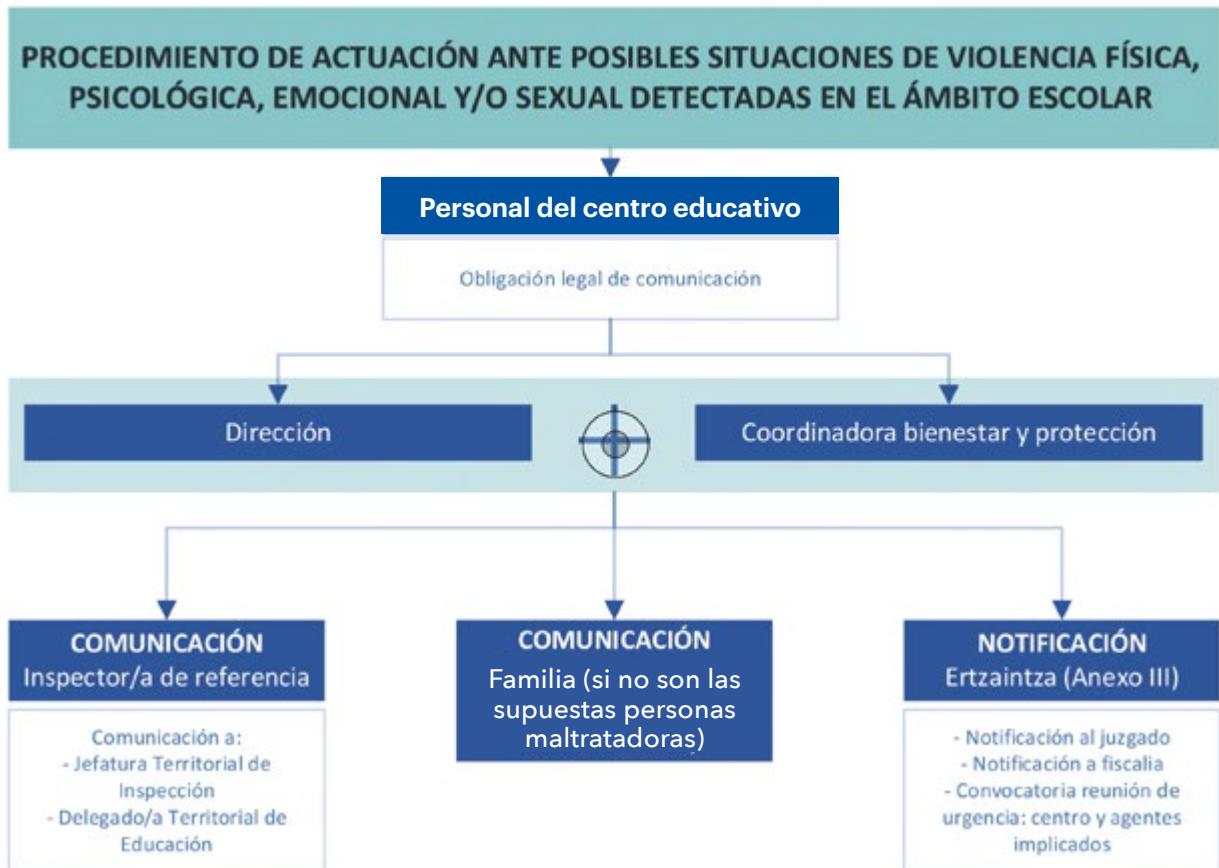 PROCEDIMIENTO DE ACTUACIÓN ANTE POSIBLES SITUACIONES DE VIOLENCIA FÍSICA,
PSICOLÓGICA, EMOCIONAL Y/O SEXUAL DETECTADAS EN EL ÁMBITO ESCOLAR
Personal del centro educativo
Obligación legal de comunicación
Dirección
Coordinadora bienestar y protección
COMUNICACIÓN
Inspector/a de referencia
Comunicación a:
- Jefatura Territorial de
Inspección
- Delegado/a Territorial de
Educación
COMUNICACIÓN
Familia (si no son las
supuestas personas
maltratadoras)
NOTIFICACIÓN
Ertzaintza (Anexo III)
- Notificación al juzgado
- Notificación a fiscalia
- Convocatoria reunión de
urgencia: centro y agentes
implicados